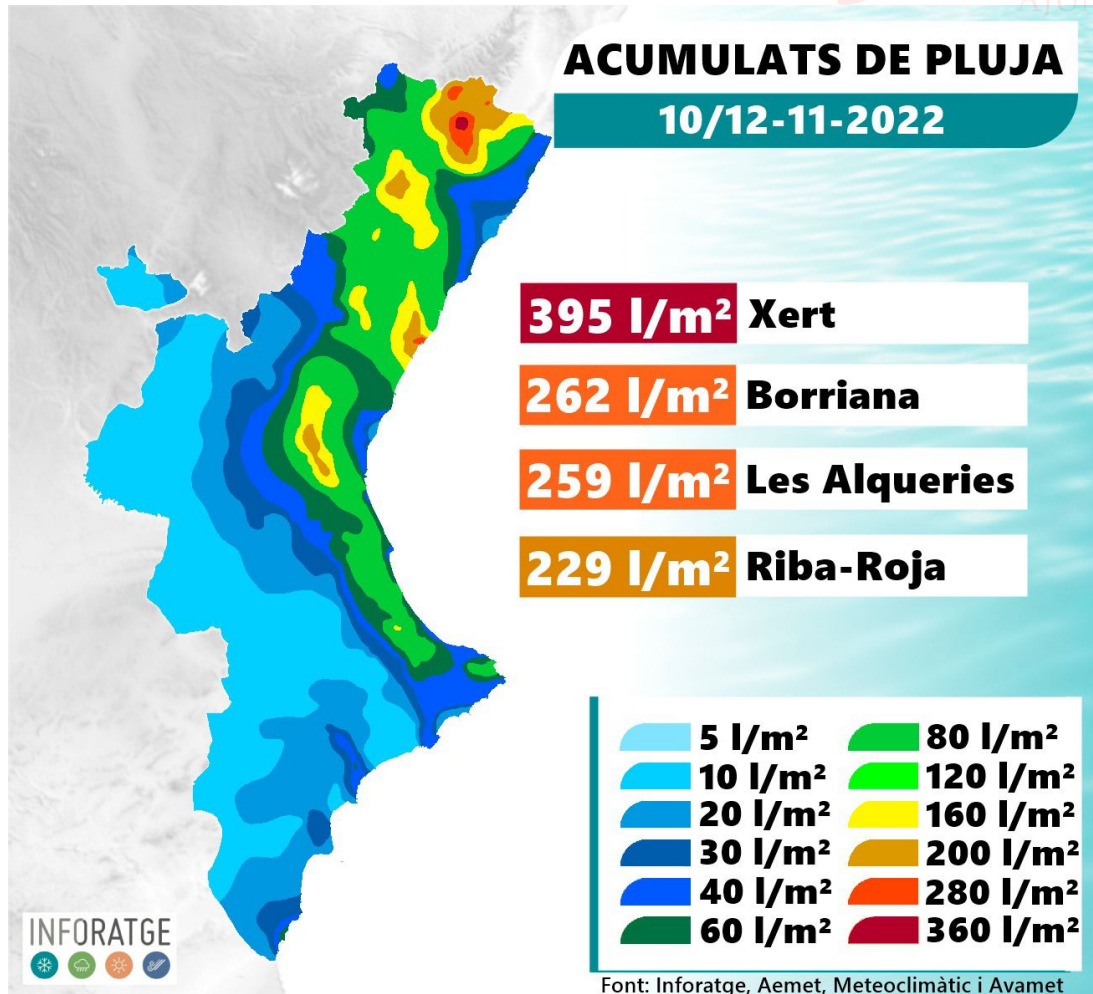 ACUMULATS DE PLUJA
10/12-11-2022
395 l/m² Xert
262 l/m² Borriana
259 l/m² Les Alqueries
229 l/m² Riba-Roja
5 l/m² 80 l/m²
10 l/m² 120 l/m²
20 l/m² 160 l/m²
30 l/m² 200 l/m²
40 l/m² 280 l/m²
60 l/m² 360 l/m²
INFORATGE
Font: Inforatge, Aemet, Meteoclimàtic i Avamet